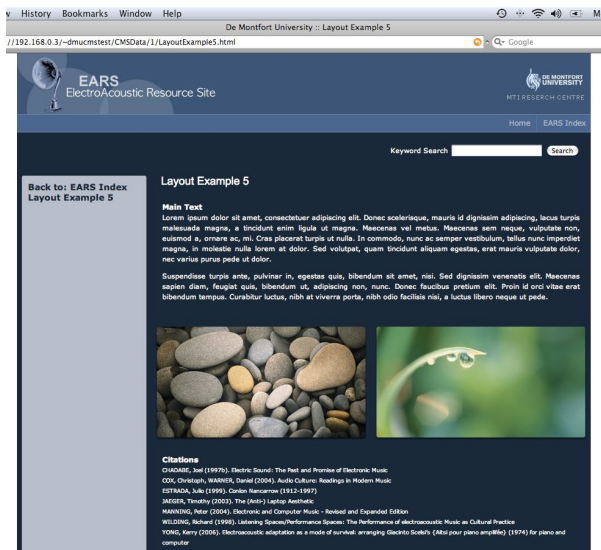 w History Bookmarks Window Help
De Montfort University :: Layout Example 5
//192.168.0.3/~dmucmstest/CMSData/1/LayoutExample5.html
Google
EARS
ElectroAcoustic Resource Site
DE MONTFORT
UNIVERSITY
MTI RESERCH CENTRE
Home EARS Index
Keyword Search Search
Back to: EARS Index
Layout Example 5
Layout Example 5
Main Text
Lorem ipsum dolor sit amet, consectetuer adipiscing elit. Donec scelerisque, mauris id dignissim adipiscing, lacus turpis
malesuada magna, a tincidunt enim ligula ut magna. Maecenas vel metus. Maecenas sem neque, vulputate non,
euismod a, ornare ac, mi. Cras placerat turpis ut nulla. In commodo, nunc ac semper vestibulum, tellus nunc imperdiet
magna, in molestie nulla lorem at dolor. Sed volutpat, quam tincidunt aliquam egestas, erat mauris vulputate dolor,
nec varius purus pede ut dolor.
Suspendisse turpis ante, pulvinar in, egestas quis, bibendum sit amet, nisi. Sed dignissim venenatis elit. Maecenas
sapien diam, feugiat quis, bibendum ut, adipiscing non, nunc. Donec faucibus pretium elit. Proin id orci vitae erat
bibendum tempus. Curabitur luctus, nibh at viverra porta, nibh odio facilisis nisi, a luctus libero neque ut pede.
Citations
CHADABE, Joel (1997b). Electric Sound: The Past and Promise of Electronic Music
COX, Christoph, WARNER, Daniel (2004). Audio Culture: Readings in Modern Music
ESTRADA, Julio (1999). Conlon Nancarrow (1912-1997)
JAEGER, Timothy (2003). The (Anti-) Laptop Aesthetic
MANNING, Peter (2004). Electronic and Computer Music - Revised and Expanded Edition
WILDING, Richard (1998). Listening Spaces/Performance Spaces: The Performance of electroacoustic Music as Cultural Practice
YONG, Kerry (2006). Electroacoustic adaptation as a mode of survival: arranging Giacinto Scelsi's {Aitsi pour piano amplifée} (1974) for piano and
computer